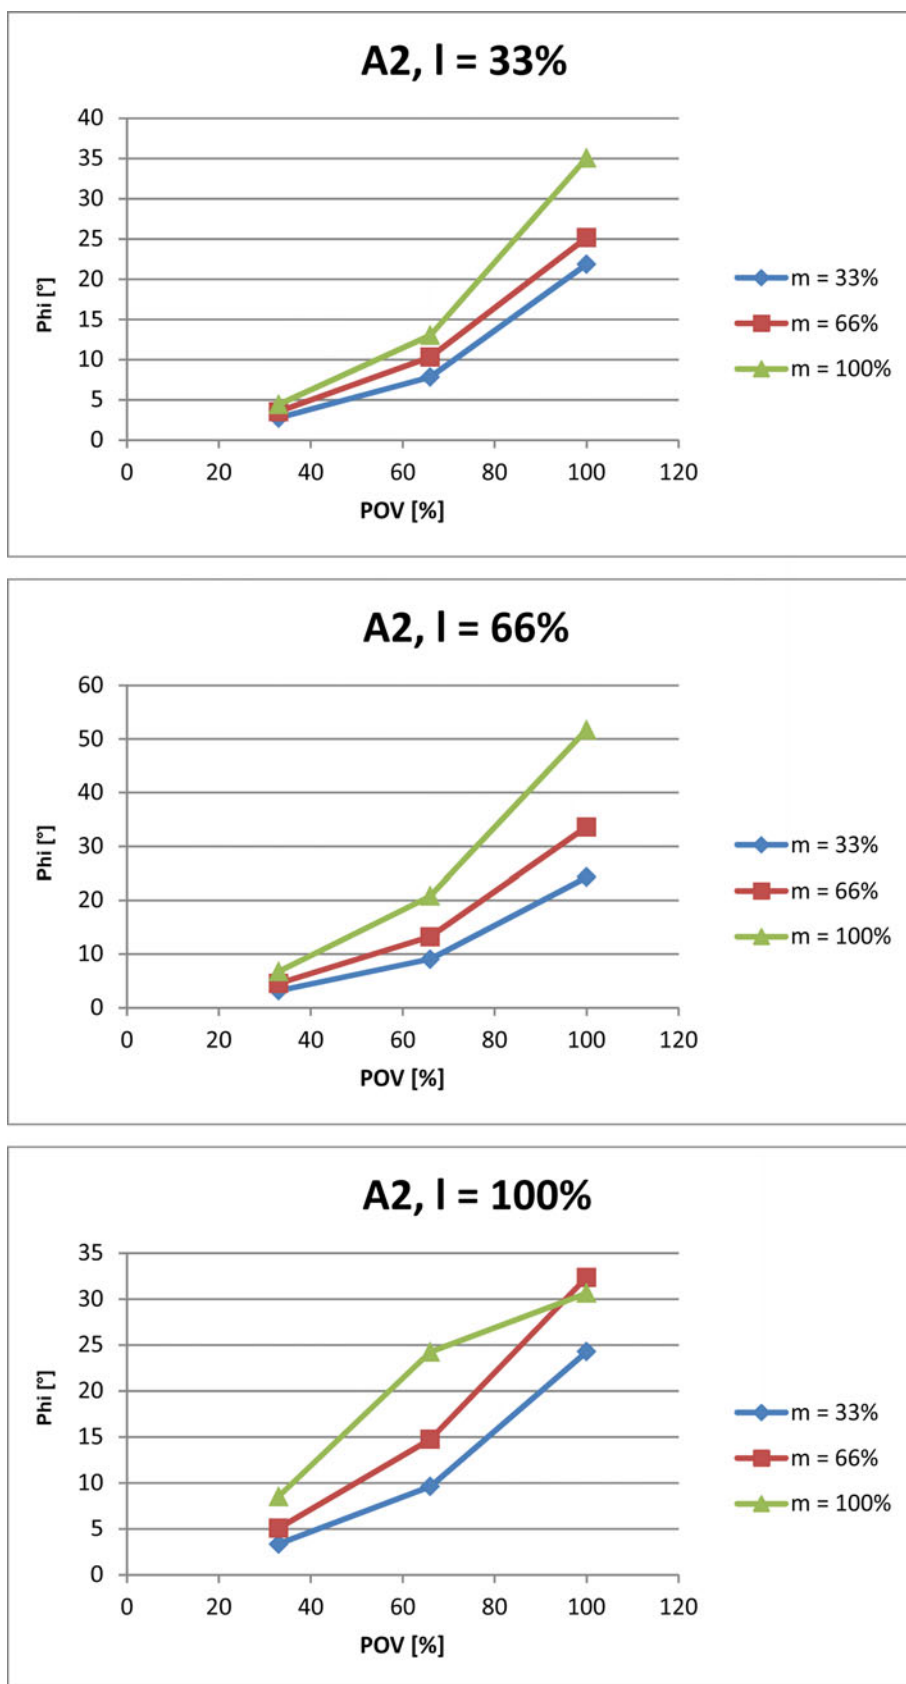 A2, l = 33%
40
35
30
25
20
15
10
5
0
Phi [°]
0 20 40 60 80 100 120
POV [%]
m = 33%
m = 66%
m = 100%
A2, l = 66%
60
50
40
30
20
10
0
Phi [°]
0 20 40 60 80 100 120
POV [%]
m = 33%
m = 66%
m = 100%
A2, l = 100%
35
30
25
20
15
10
5
0
Phi [°]
0 20 40 60 80 100 120
POV [%]
m = 33%
m = 66%
m = 100%